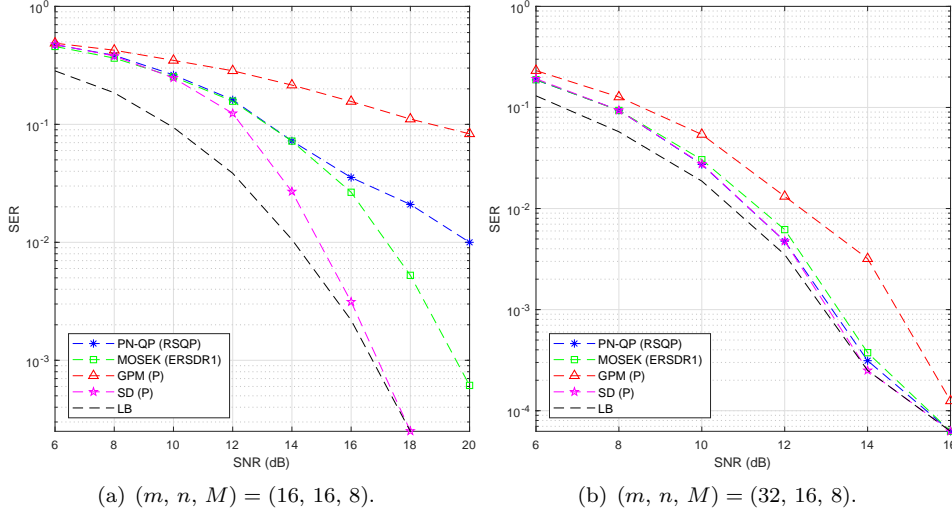 10^0
10^-1
10^-2
10^-3
SER
6 8 10 12 14 16 18 20
SNR (dB)
PN-QP (RSQP)
MOSEK (ERSDR1)
GPM (P)
SD (P)
LB
(a) (m, n, M) = (16, 16, 8).
10^0
10^-1
10^-2
10^-3
10^-4
SER
6 8 10 12 14 16
SNR (dB)
PN-QP (RSQP)
MOSEK (ERSDR1)
GPM (P)
SD (P)
LB
(b) (m, n, M) = (32, 16, 8).